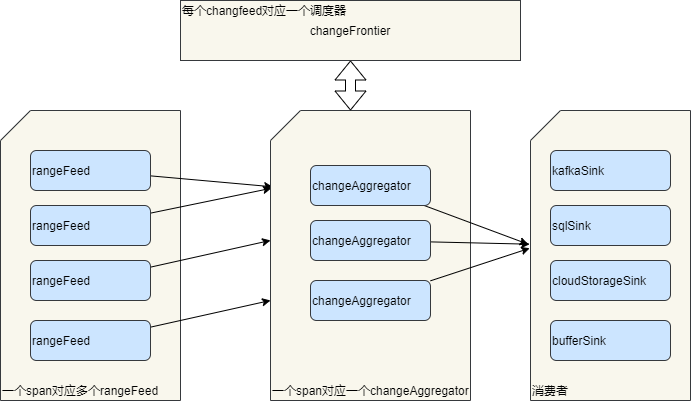 每个changfeed对应一个调度器
changeFrontier
rangeFeed
rangeFeed
rangeFeed
rangeFeed
一个span对应多个rangeFeed
changeAggregator
changeAggregator
changeAggregator
一个span对应一个changeAggregator
kafkaSink
sqlSink
cloudStorageSink
bufferSink
消费者